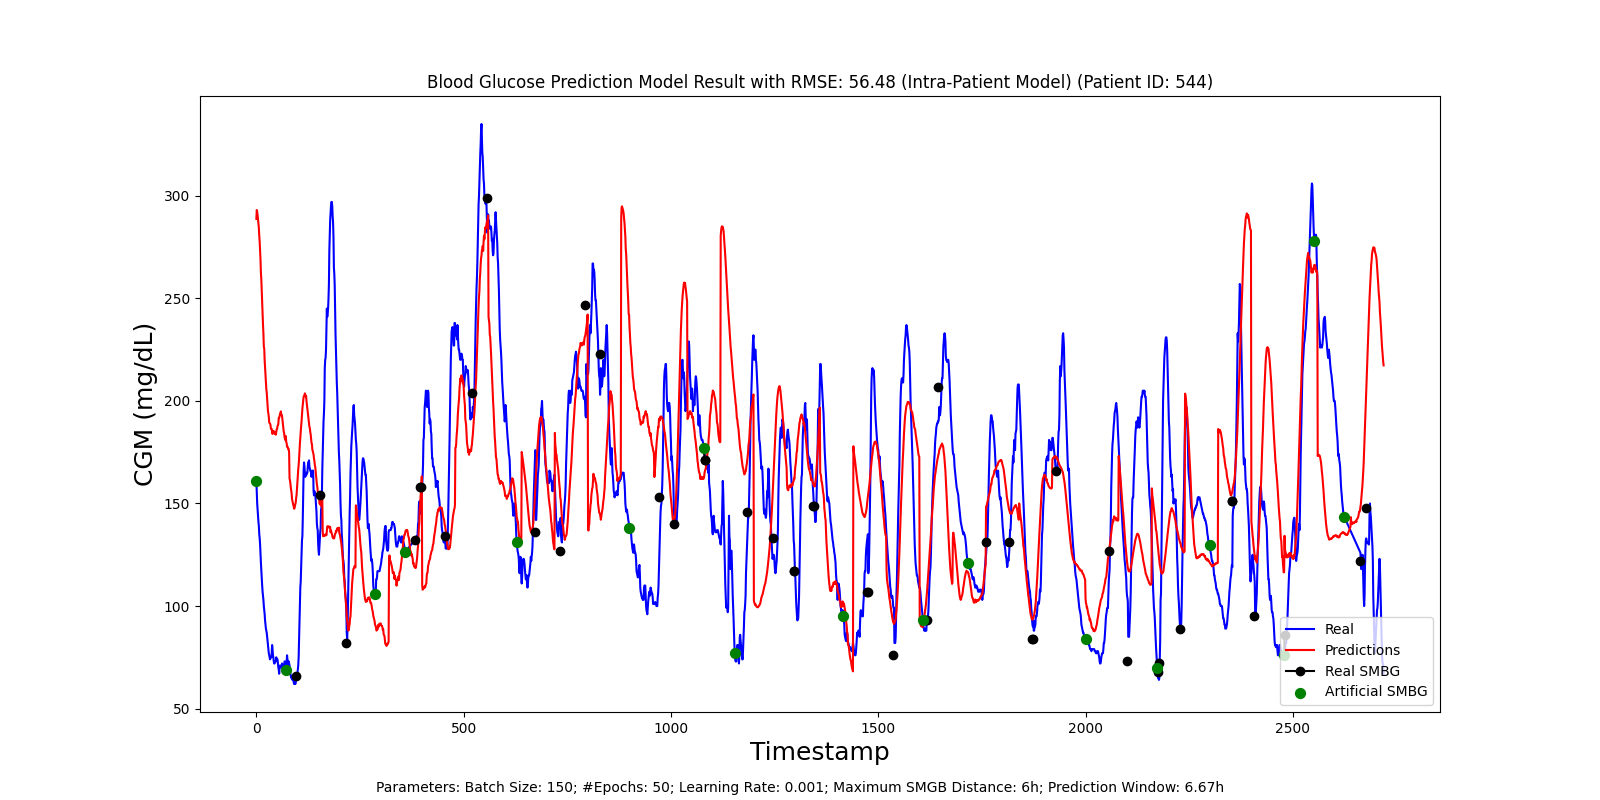 Blood Glucose Prediction Model Result with RMSE: 56.48 (Intra-Patient Model) (Patient ID: 544)
CGM (mg/dL)
300
250
200
150
100
50
0 500 1000 1500 2000 2500
Real
Predictions
Real SMBG
Artificial SMBG
Timestamp
Parameters: Batch Size: 150; #Epochs: 50; Learning Rate: 0.001; Maximum SMGB Distance: 6h; Prediction Window: 6.67h